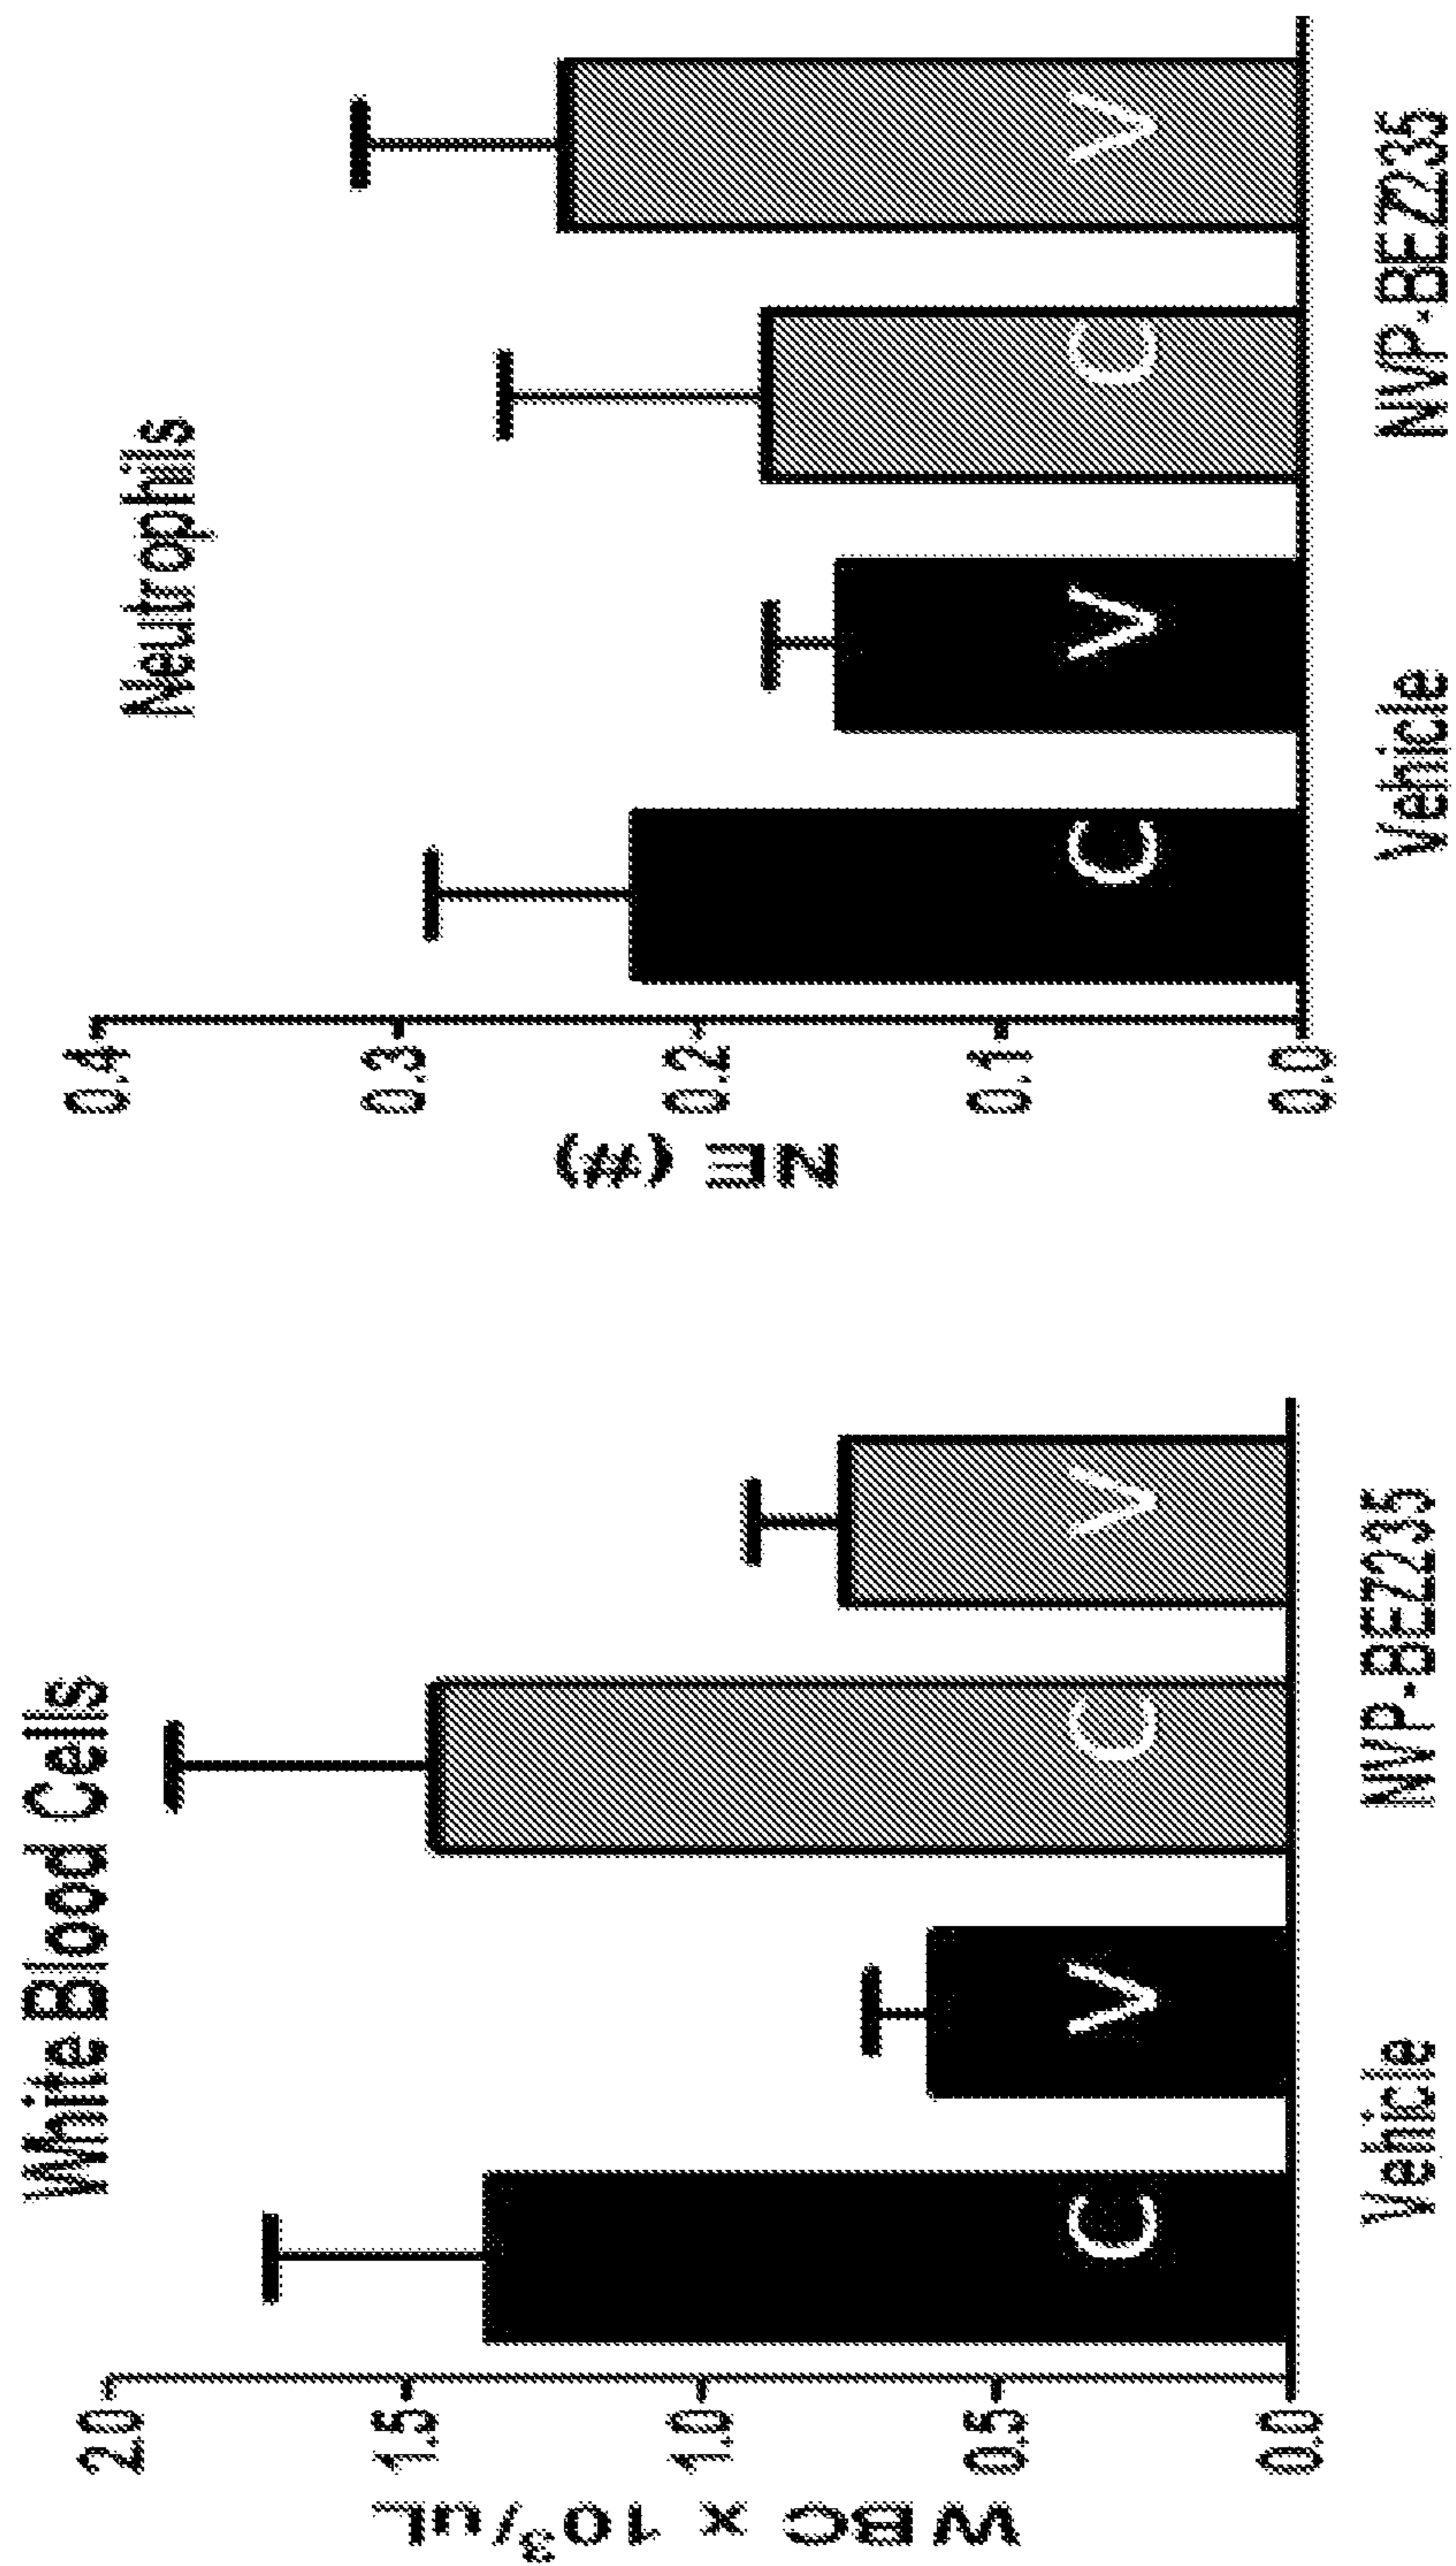 White Blood Cells
WBC x 10³/uL
2.0
1.5
1.0
0.5
0.0
C
V
C
V
Vehicle
NVP-BEZ235
Neutrophils
NE (#)
0.4
0.3
0.2
0.1
0.0
C
V
C
V
Vehicle
NVP-BEZ235